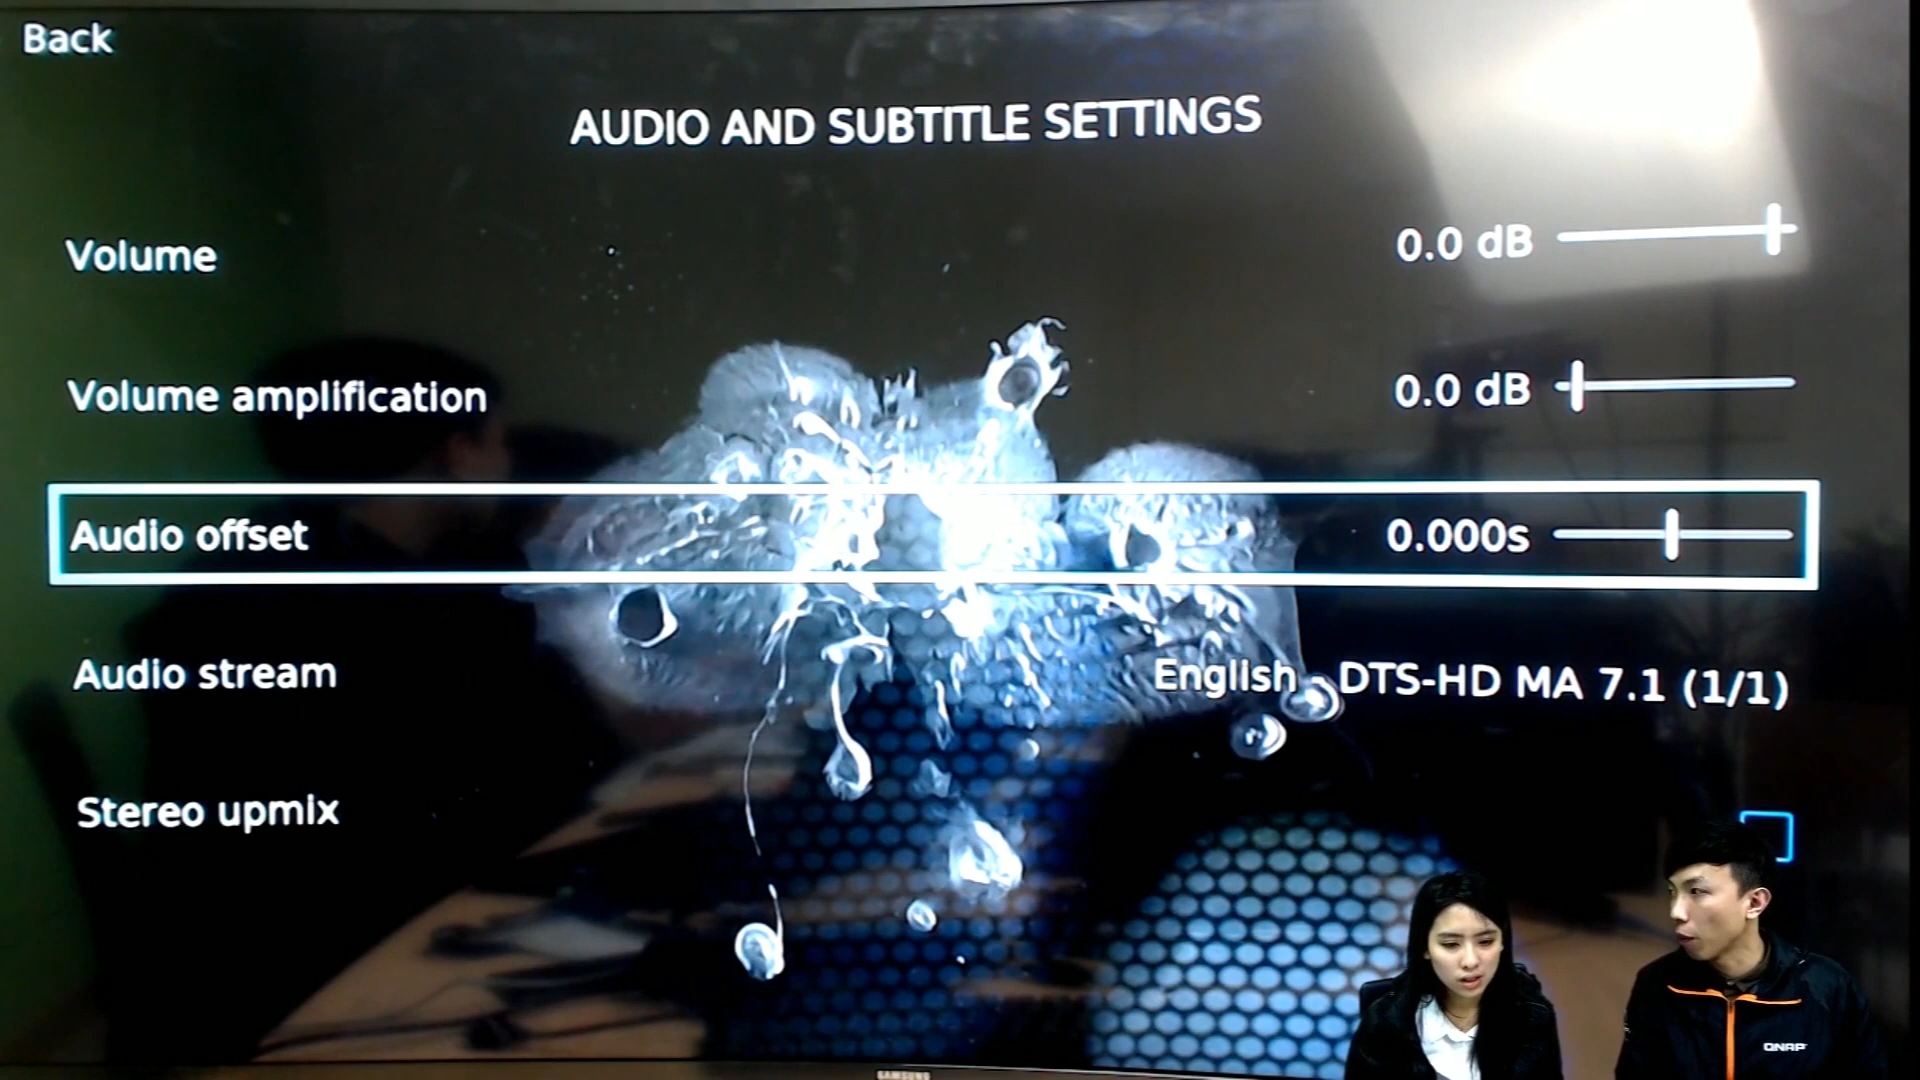 Back
AUDIO AND SUBTITLE SETTINGS
Volume 0.0 dB
Volume amplification 0.0 dB
Audio offset 0.000s
Audio stream English - DTS-HD MA 7.1 (1/1)
Stereo upmix
QNAP
SAMSUNG